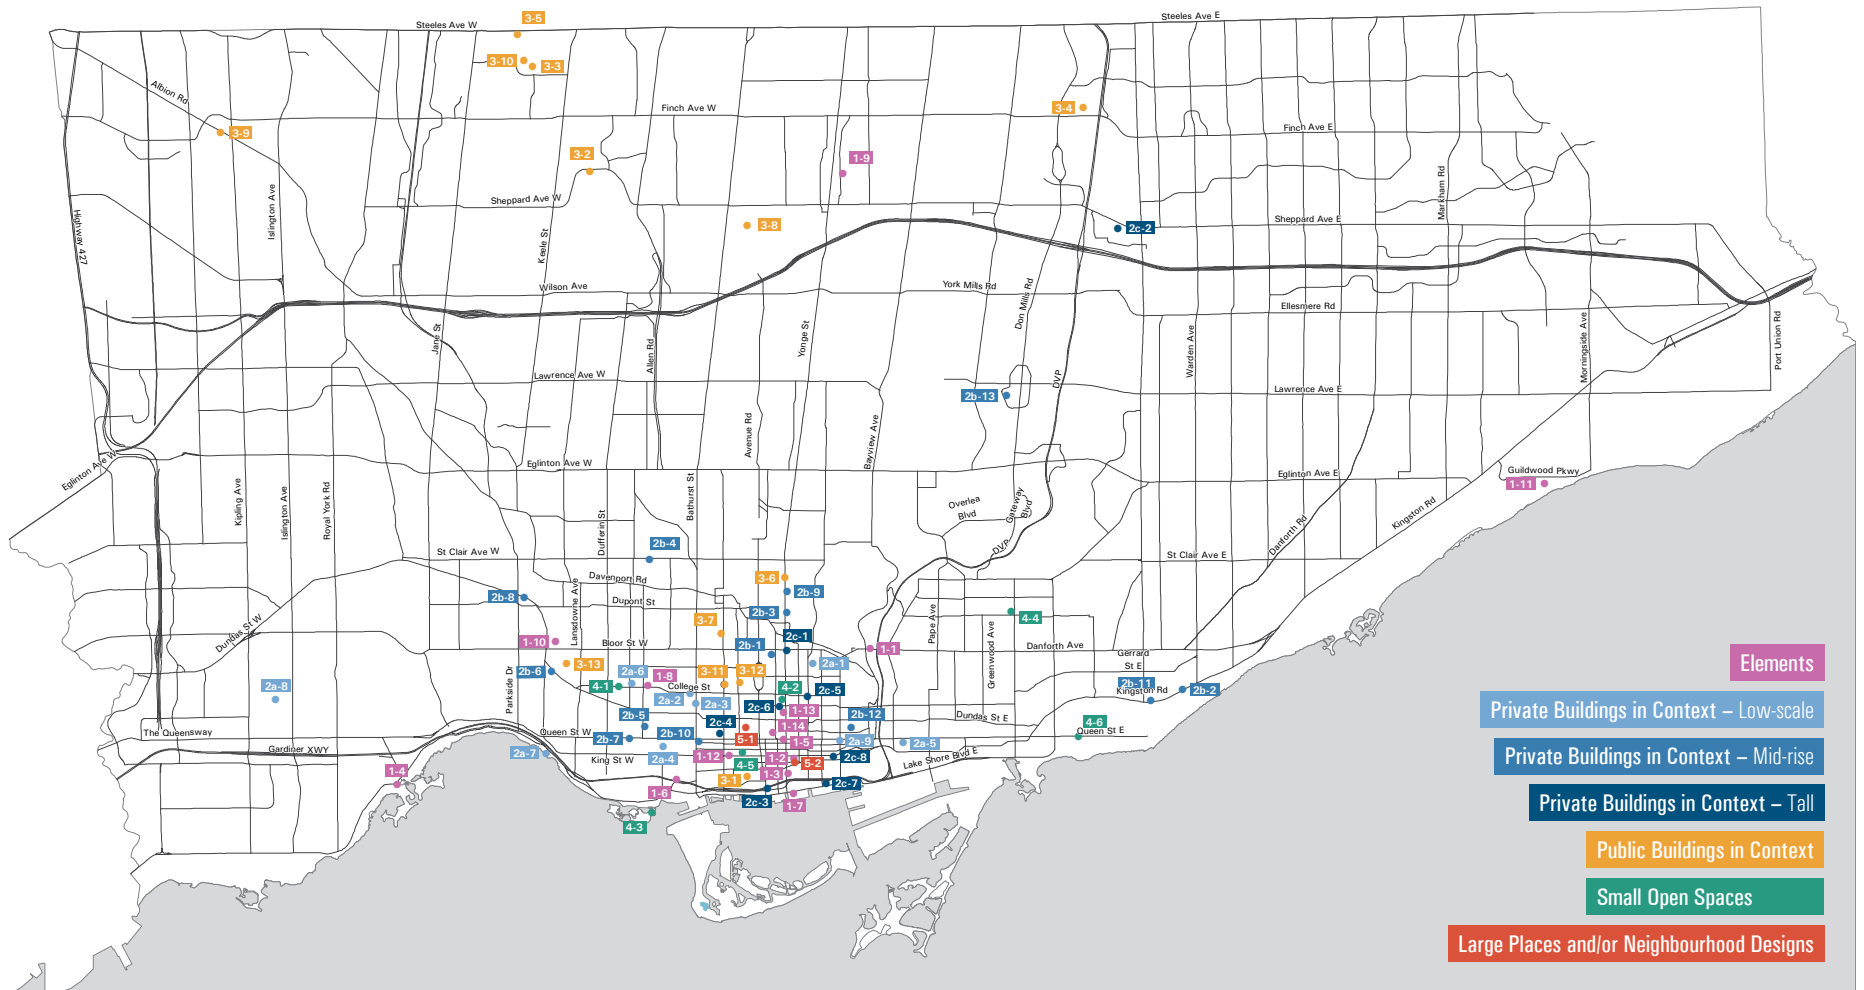 Steeles Ave W
3-5
Steeles Ave E
3-10
3-3
Albion Rd
Finch Ave W
3-4
3-9
Finch Ave E
3-2
1-9
Islington Ave
Sheppard Ave W
Markham Rd
Highway 427
Keele St
3-8
Sheppard Ave E
2c-2
Wilson Ave
York Mills Rd
Don Mills Rd
Ellesmere Rd
Jane St
Allen Rd
Yonge St
Warden Ave
Morningside Ave
Port Union Rd
Lawrence Ave W
DVP
Lawrence Ave E
2b-13
Avenue Rd
Bayview Ave
Eglinton Ave W
Eglinton Ave W
Eglinton Ave E
Guildwood Pkwy
1-11
Kipling Ave
Islington Ave
Royal York Rd
Bathurst St
Dufferin St
Overlea
Blvd
Gateway
Blvd
Kingston Rd
Danforth Rd
2b-4
St Clair Ave W
DVP
St Clair Ave E
Davenport Rd
3-6
2b-9
2b-8
Lansdowne Ave
Dupont St
2b-3
3-7
4-4
Pape Ave
Greenwood Ave
Dundas St W
1-10
Bloor St W
2b-1
2c-1
1-1
Danforth Ave
Gerrard
St E
3-13
2a-1
2b-6
2a-6
1-8
3-11
3-12
Parkside Dr
2a-8
4-1
College St
4-2
2c-5
2b-11
Kingston Rd
2b-2
2a-2
2a-3
2c-6
1-13
2b-5
2c-4
1-14
2b-12
Dundas St E
4-6
Queen St E
The Queensway
Queen St W
2b-7
2b-10
5-1
1-5
2a-9
2a-5
Gardiner XWY
2a-7
King St W
2a-4
1-12
4-5
1-2
5-2
2c-8
Lake Shore Blvd E
1-4
3-1
1-3
2c-7
1-6
2c-3
1-7
4-3
Elements
Private Buildings in Context – Low-scale
Private Buildings in Context – Mid-rise
Private Buildings in Context – Tall
Public Buildings in Context
Small Open Spaces
Large Places and/or Neighbourhood Designs